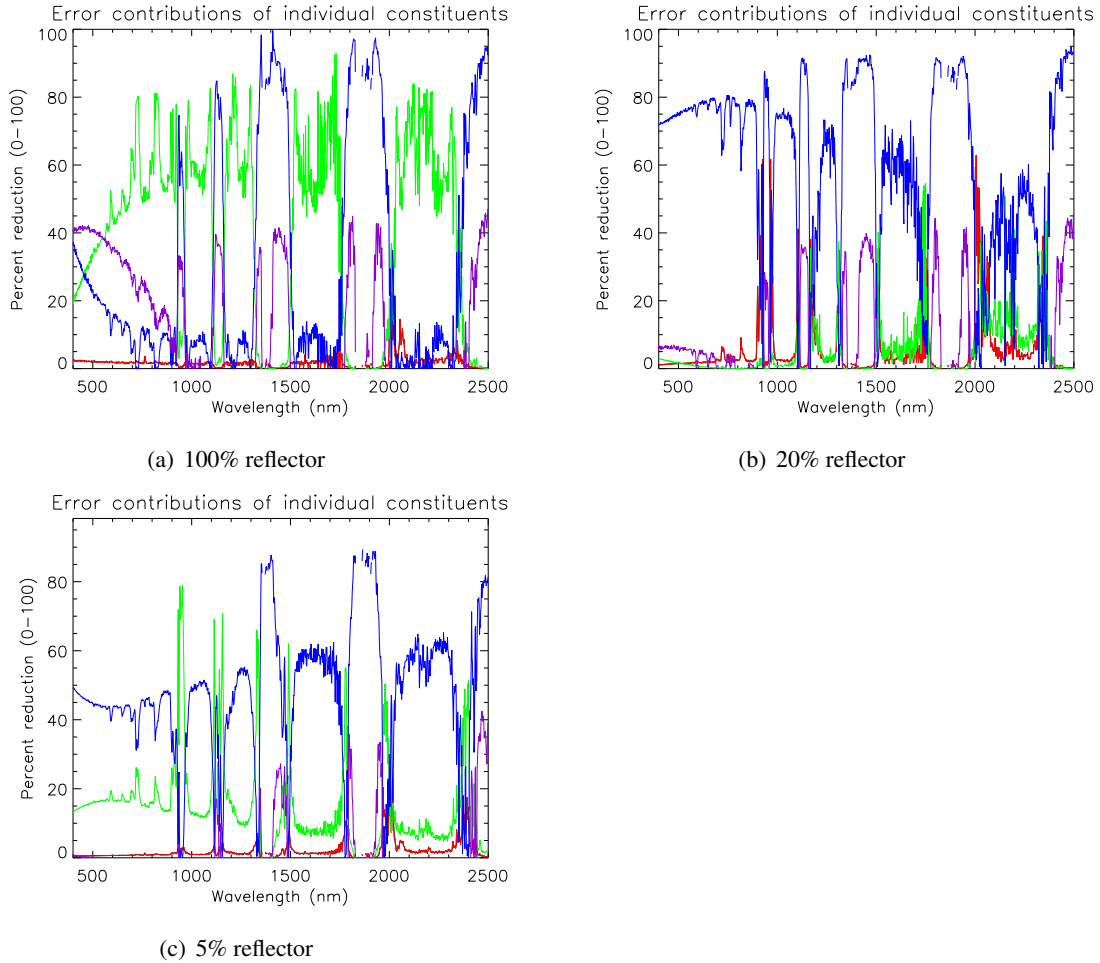 Error contributions of individual constituents
Percent reduction (0-100)
100
80
60
40
20
0
500 1000 1500 2000 2500
Wavelength (nm)
(a) 100% reflector
Error contributions of individual constituents
Percent reduction (0-100)
100
80
60
40
20
0
500 1000 1500 2000 2500
Wavelength (nm)
(b) 20% reflector
Error contributions of individual constituents
Percent reduction (0-100)
80
60
40
20
0
500 1000 1500 2000 2500
Wavelength (nm)
(c) 5% reflector